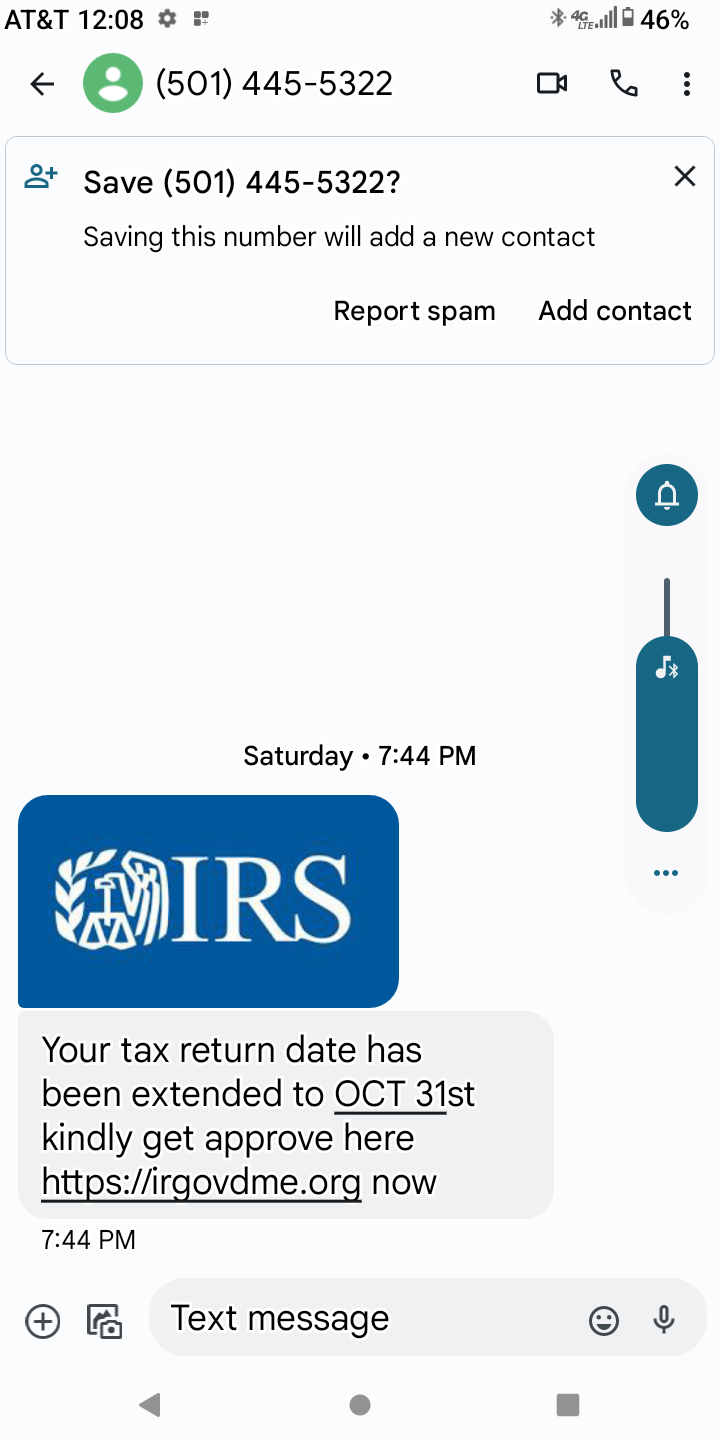 AT&T 12:08 4G LTE 46%
(501) 445-5322
Save (501) 445-5322?
Saving this number will add a new contact
Report spam Add contact
Saturday • 7:44 PM
IRS
Your tax return date has
been extended to OCT 31st
kindly get approve here
https://irgovdme.org now
7:44 PM
Text message